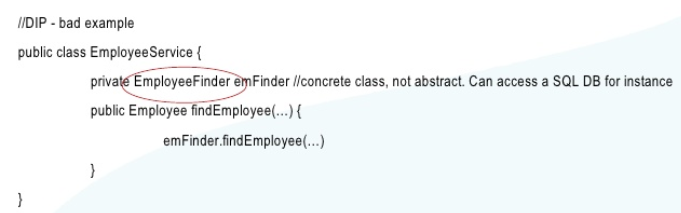 //DIP - bad example
public class EmployeeService {
private EmployeeFinder emFinder //concrete class, not abstract. Can access a SQL DB for instance
public Employee findEmployee(...) {
emFinder.findEmployee(...)
}
}